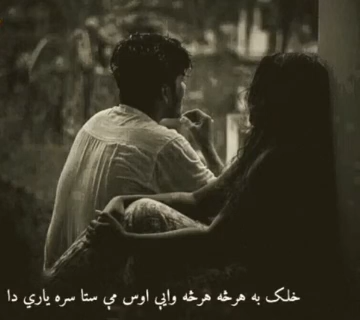 خلک به هرڅه هرڅه وايي اوس مې ستا سره ياري دا